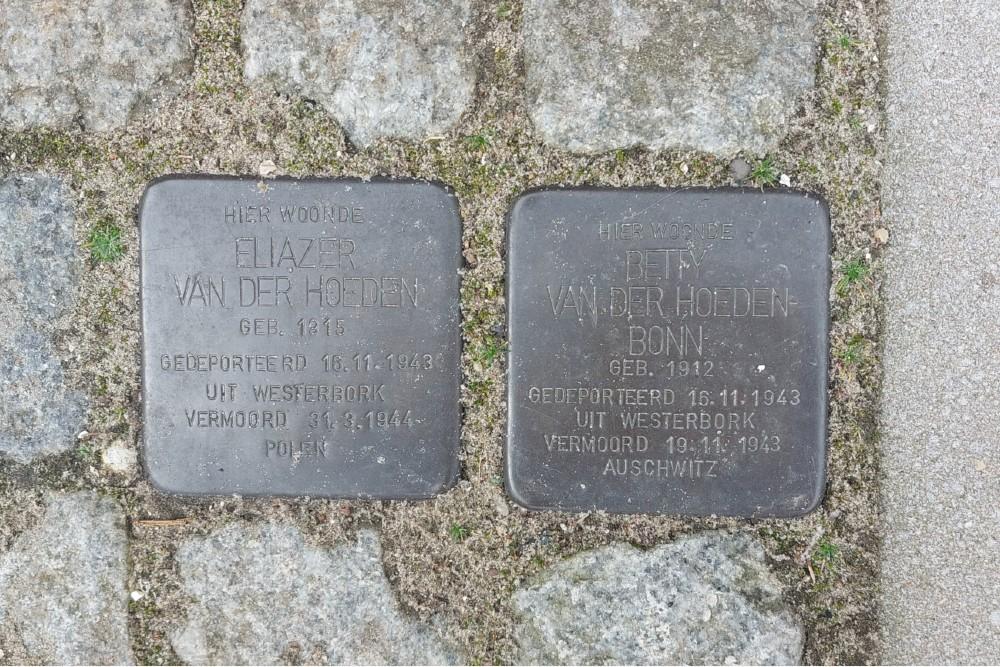 HIER WOONDE
ELIAZER
VAN DER HOEDEN
GEB. 1915
GEDEPORTEERD 16.11.1943
UIT WESTERBORK
VERMOORD 31.3.1944
POLEN
HIER WOONDE
BETTY
VAN DER HOEDEN-
BONN
GEB. 1912
GEDEPORTEERD 16.11.1943
UIT WESTERBORK
VERMOORD 19.11.1943
AUSCHWITZ